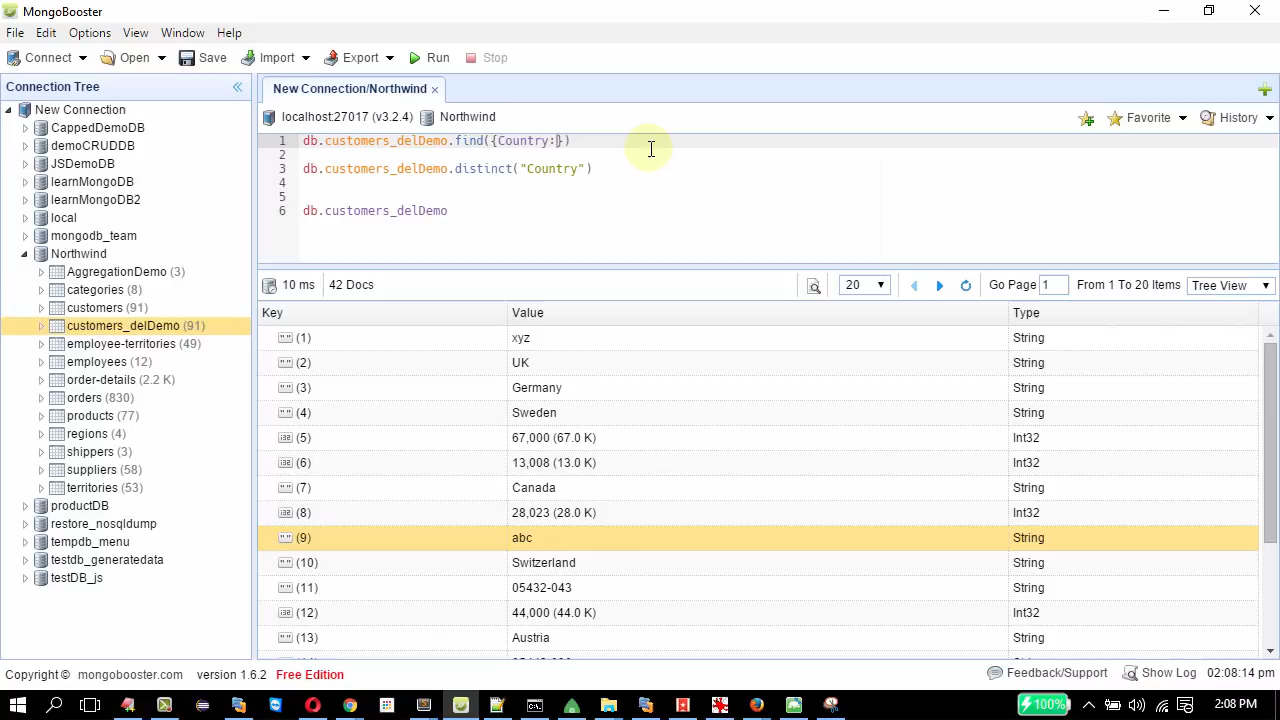 MongoBooster
File Edit Options View Window Help
Connect Open Save Import Export Run Stop
Connection Tree
New Connection/Northwind
New Connection
CappedDemoDB
demoCRUDDB
JSDemoDB
learnMongoDB
learnMongoDB2
local
mongodb_team
Northwind
AggregationDemo (3)
categories (8)
customers (91)
customers_delDemo (91)
employee-territories (49)
employees (12)
order-details (2.2 K)
orders (830)
products (77)
regions (4)
shippers (3)
suppliers (58)
territories (53)
productDB
restore_nosqldump
tempdb_menu
testdb_generatedata
testDB_js
localhost:27017 (v3.2.4) Northwind Favorite History
1 db.customers_delDemo.find({Country:})
2
3 db.customers_delDemo.distinct("Country")
4
5
6 db.customers_delDemo
10 ms 42 Docs 20 Go Page 1 From 1 To 20 Items Tree View
Key Value Type
(1) xyz String
(2) UK String
(3) Germany String
(4) Sweden String
(5) 67,000 (67.0 K) Int32
(6) 13,008 (13.0 K) Int32
(7) Canada String
(8) 28,023 (28.0 K) Int32
(9) abc String
(10) Switzerland String
(11) 05432-043 String
(12) 44,000 (44.0 K) Int32
(13) Austria String
Copyright © mongobooster.com version 1.6.2 Free Edition Feedback/Support Show Log 02:08:14 pm
100% 2:08 PM